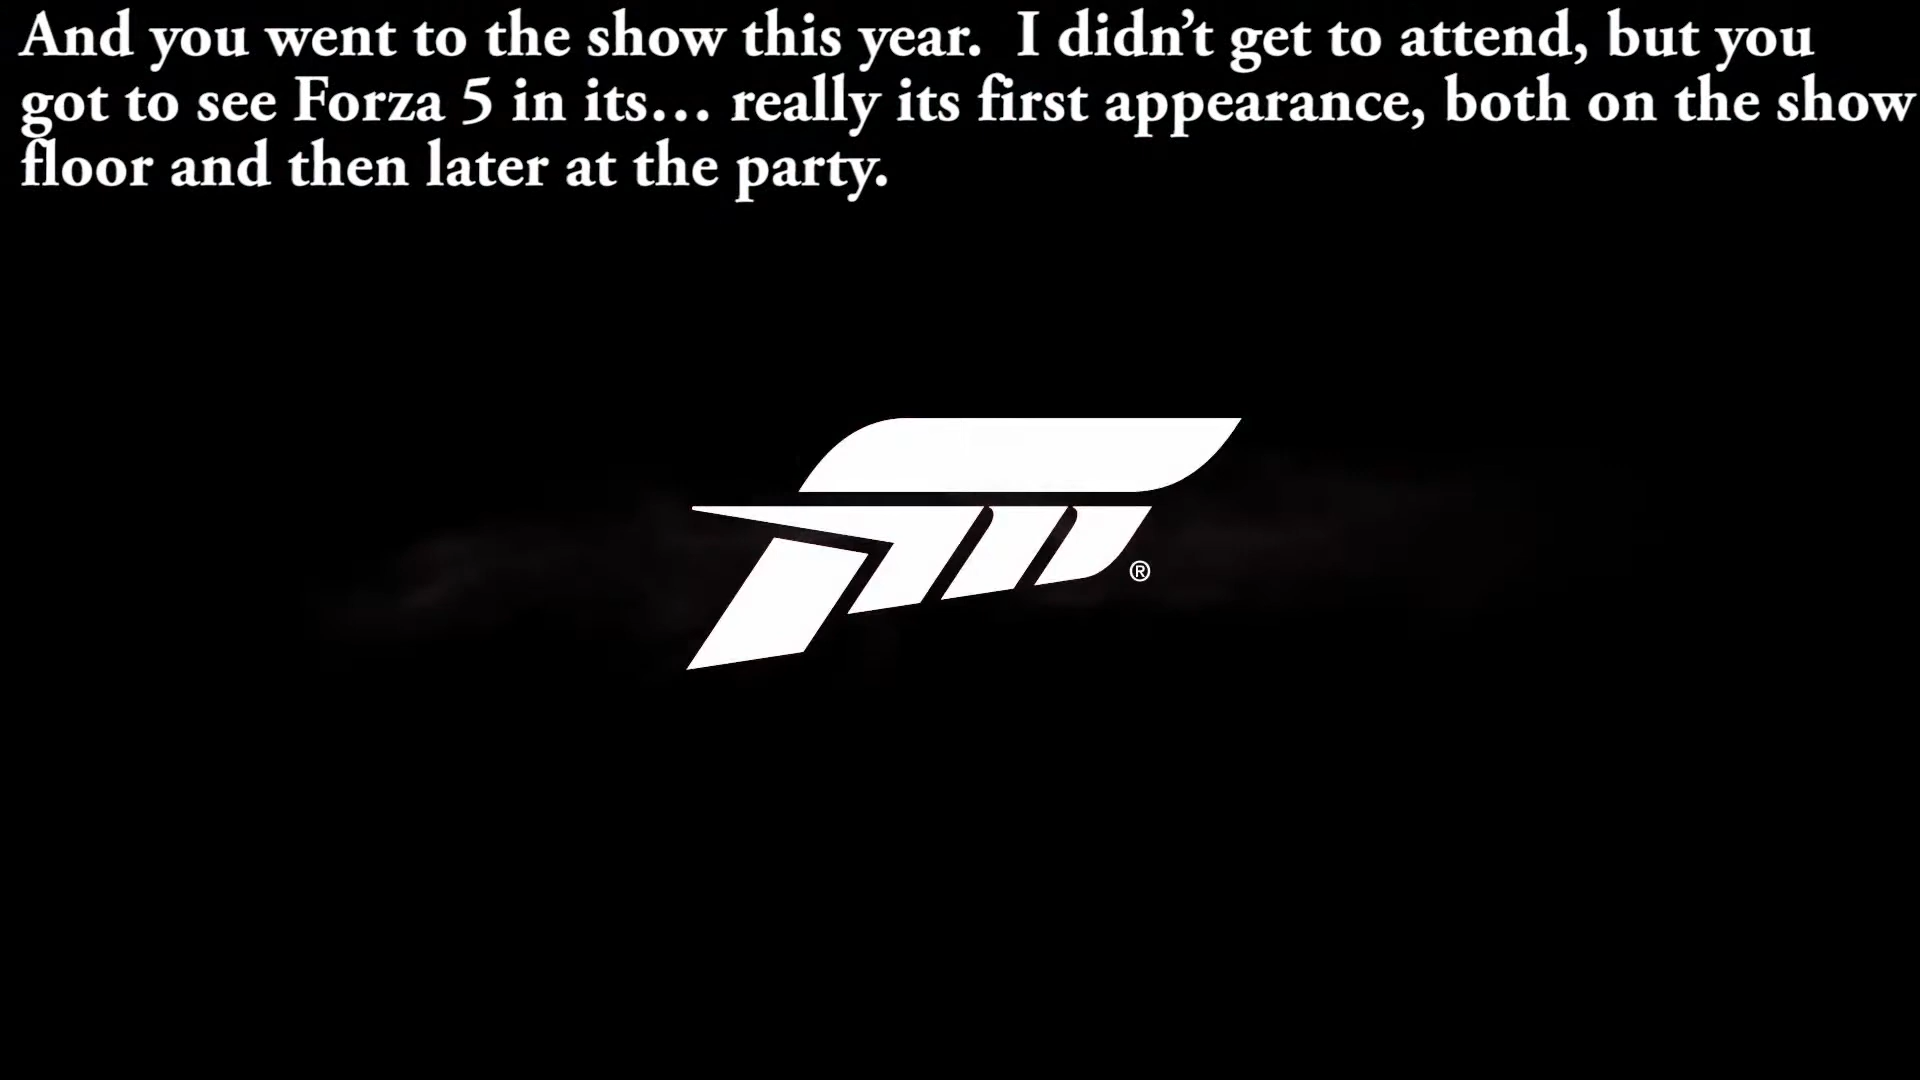 And you went to the show this year.  I didn’t get to attend, but you
got to see Forza 5 in its… really its first appearance, both on the show
floor and then later at the party.
®